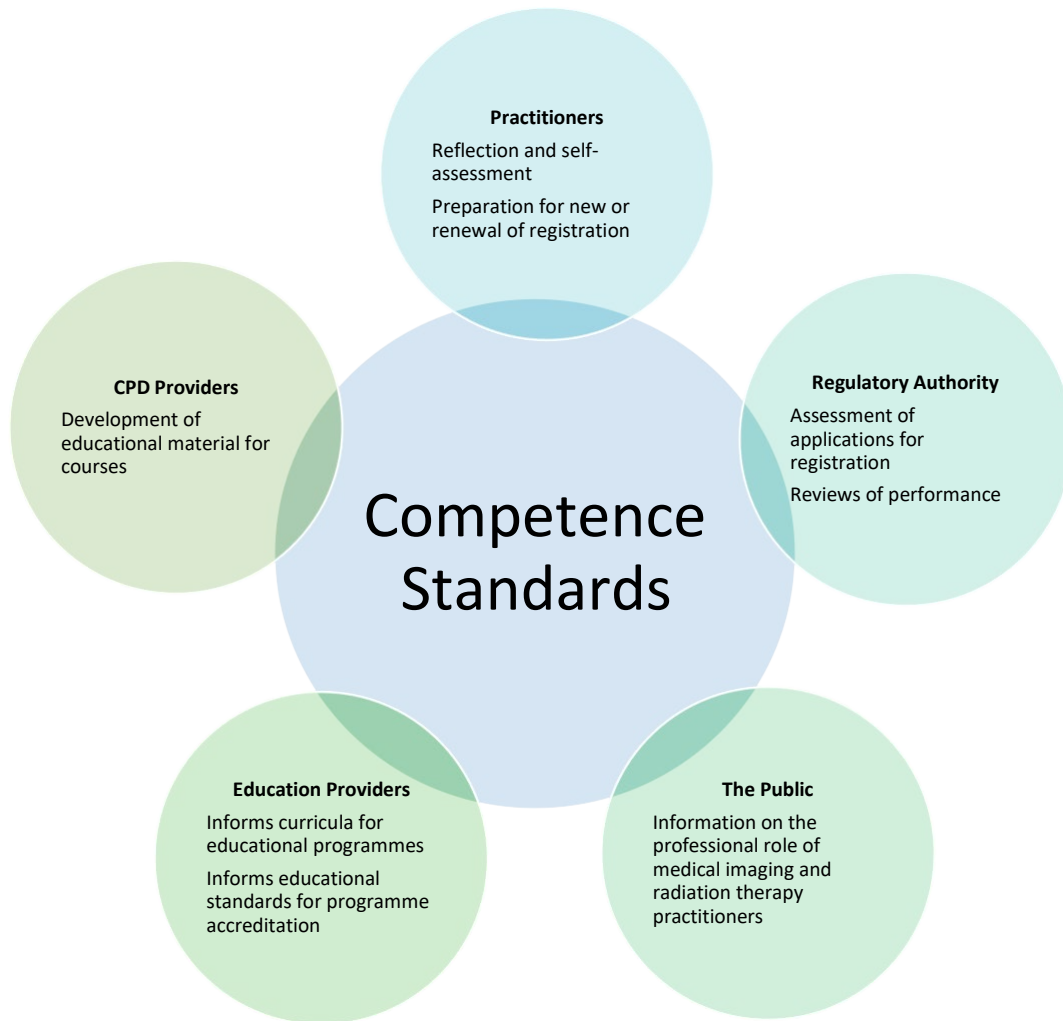 Practitioners
Reflection and self-
assessment
Preparation for new or
renewal of registration
Regulatory Authority
Assessment of
applications for
registration
Reviews of performance
The Public
Information on the
professional role of
medical imaging and
radiation therapy
practitioners
Education Providers
Informs curricula for
educational programmes
Informs educational
standards for programme
accreditation
CPD Providers
Development of
educational material for
courses
Competence
Standards